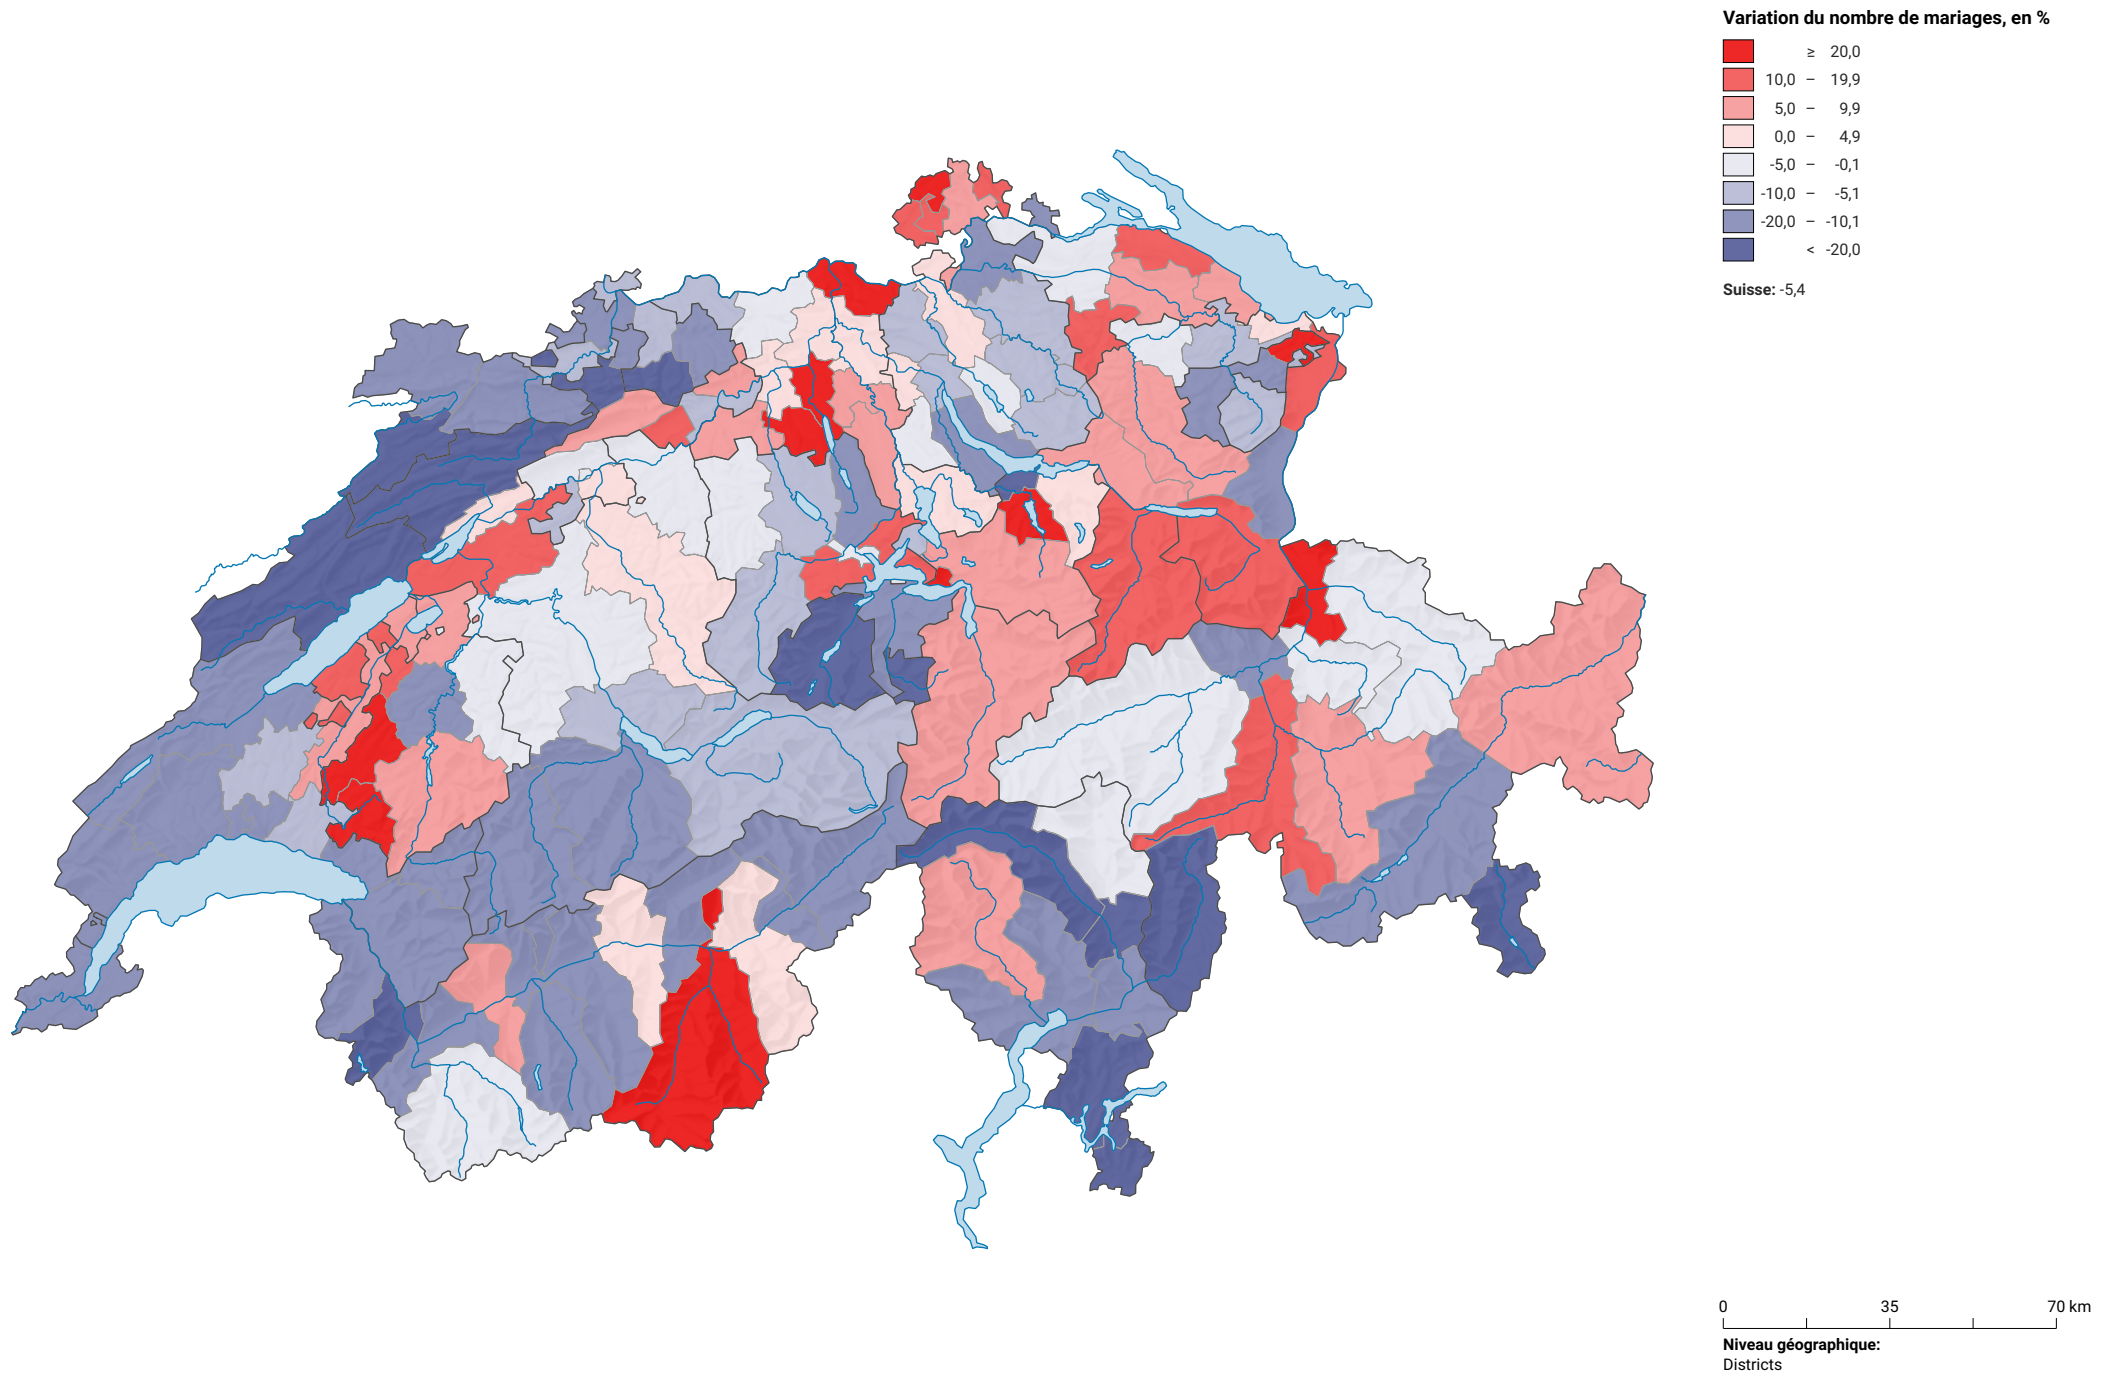 Variation du nombre de mariages, en %
≥ 20,0
10,0 – 19,9
5,0 – 9,9
0,0 – 4,9
-5,0 – -0,1
-10,0 – -5,1
-20,0 – -10,1
< -20,0
Suisse: -5,4
0 35 70 km
Niveau géographique:
Districts